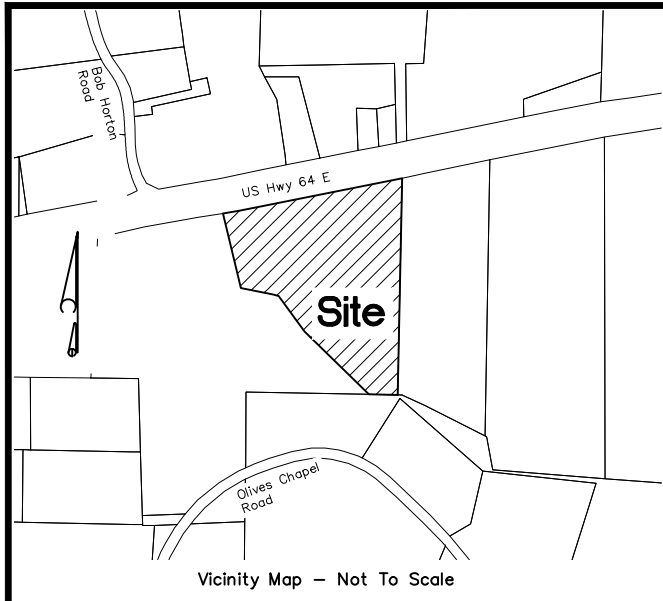 Bob Horton
Road
US Hwy 64 E
Site
Olives Chapel
Road
Vicinity Map – Not To Scale